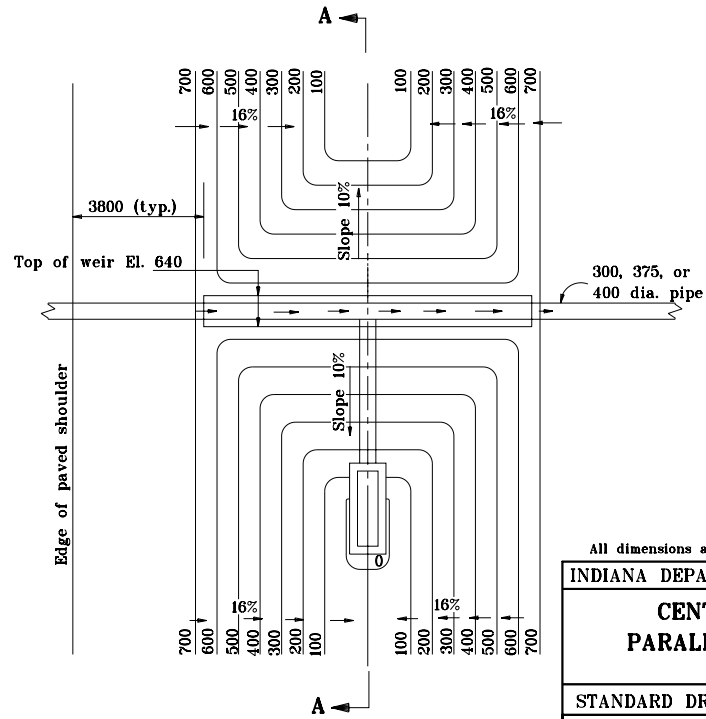 A
700 600 500 400 300 200 100 100 200 300 400 500 600 700
16% 16%
3800 (typ.)
Slope 10%
Top of weir El. 640
300, 375, or
400 dia. pipe
Slope 10%
Edge of paved shoulder
0
16% 16%
700 600 500 400 300 200 100 100 200 300 400 500 600 700
A
All dimensions a
INDIANA DEPA
CENT
PARALI
STANDARD DR